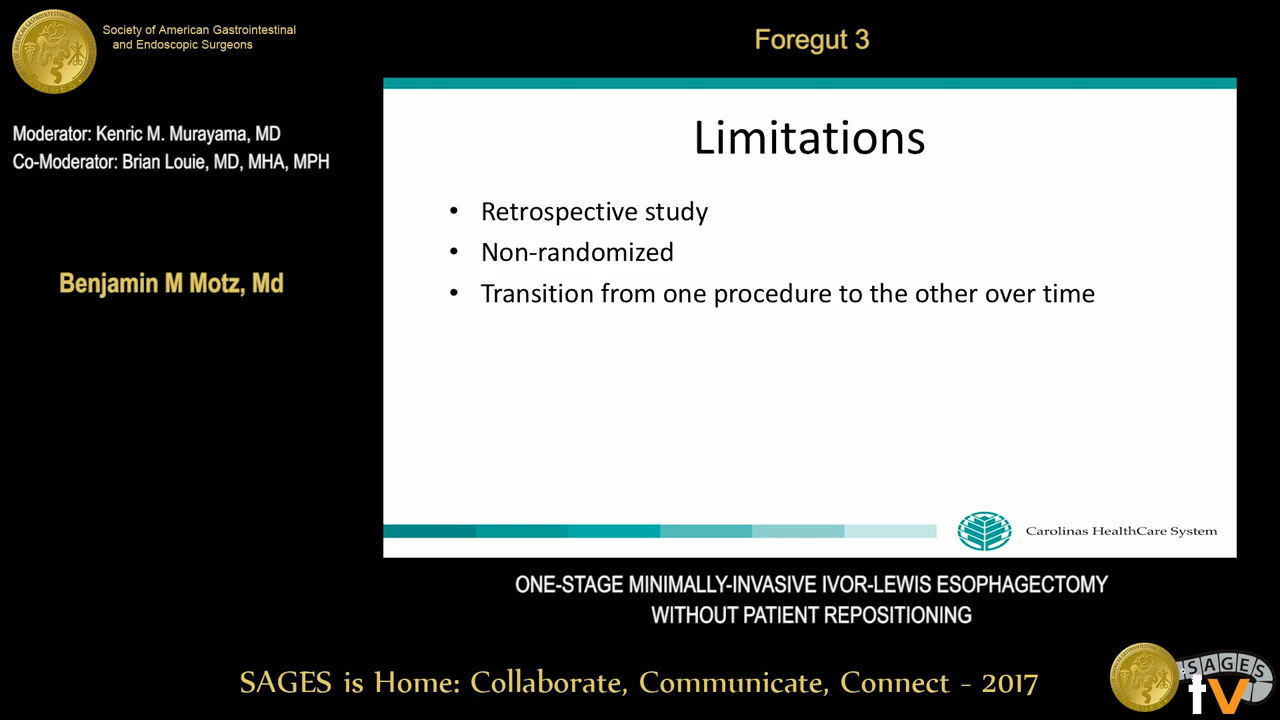 Society of American Gastrointestinal
and Endoscopic Surgeons
Foregut 3
Moderator: Kenric M. Murayama, MD
Co-Moderator: Brian Louie, MD, MHA, MPH
Benjamin M Motz, Md
Limitations
• Retrospective study
• Non-randomized
• Transition from one procedure to the other over time
Carolinas HealthCare System
ONE-STAGE MINIMALLY-INVASIVE IVOR-LEWIS ESOPHAGECTOMY
WITHOUT PATIENT REPOSITIONING
SAGES is Home: Collaborate, Communicate, Connect - 2017
SAGES
tv